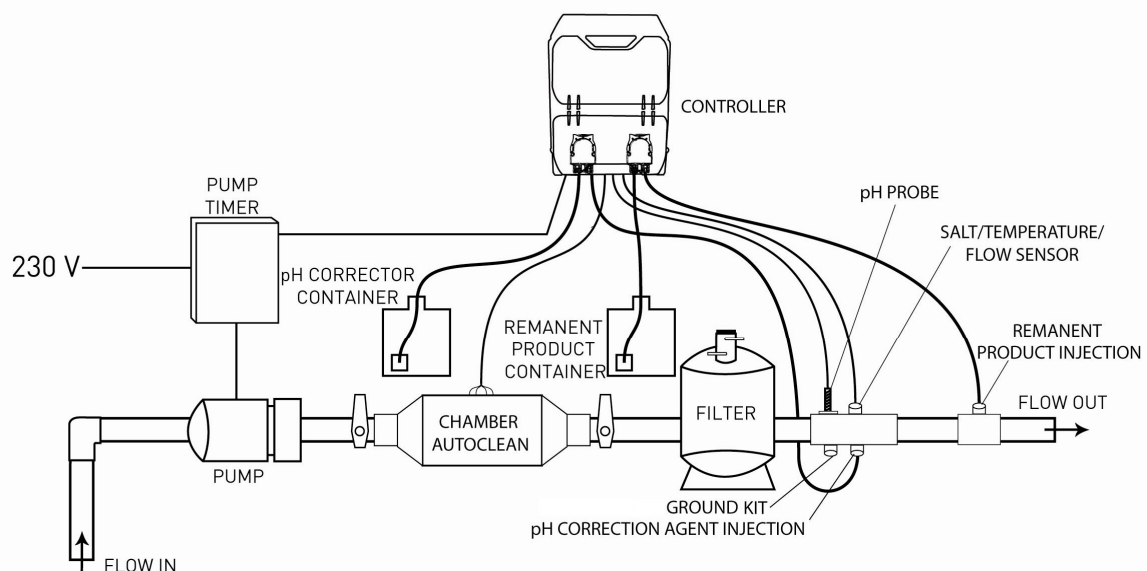 CONTROLLER
PUMP
TIMER
pH PROBE
SALT/TEMPERATURE/
FLOW SENSOR
230 V
pH CORRECTOR
CONTAINER
REMANENT
PRODUCT
CONTAINER
REMANENT
PRODUCT INJECTION
FLOW OUT
CHAMBER
AUTOCLEAN
FILTER
PUMP
GROUND KIT
pH CORRECTION AGENT INJECTION
FLOW IN